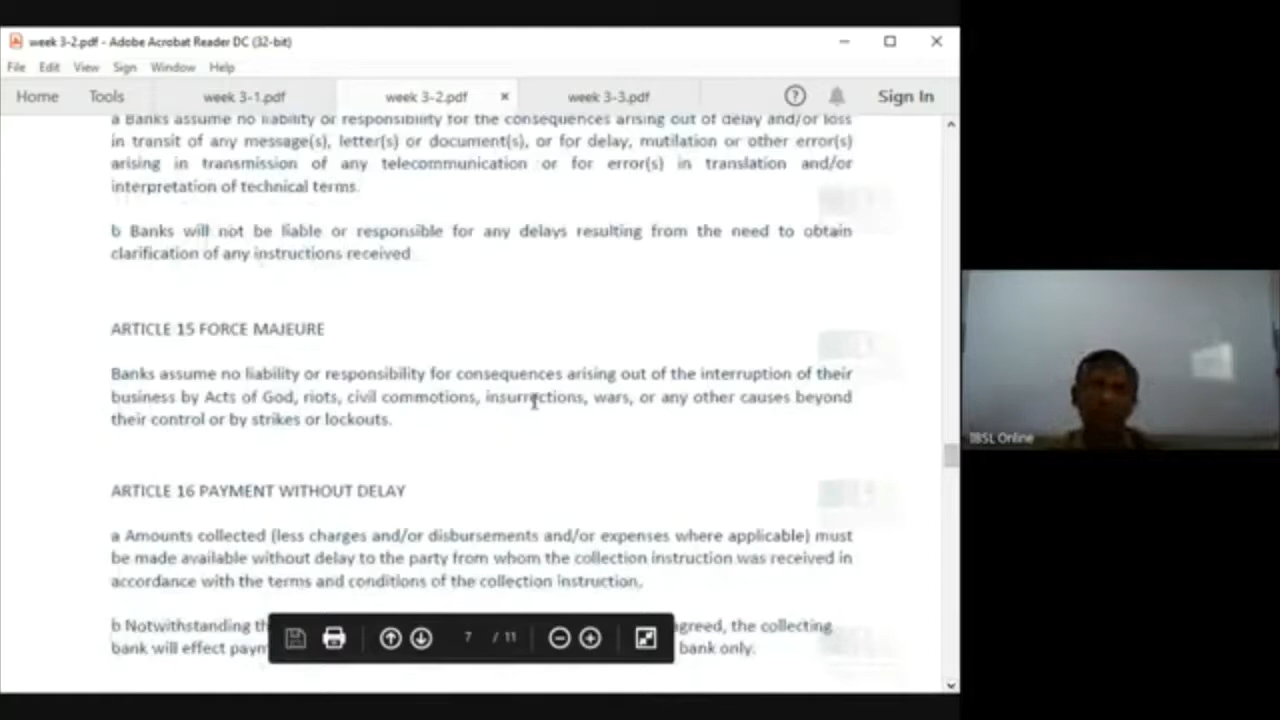 week 3-2.pdf - Adobe Acrobat Reader DC (32-bit)
File Edit View Sign Window Help
Home Tools week 3-1.pdf week 3-2.pdf × week 3-3.pdf ? Sign In
a Banks assume no liability or responsibility for the consequences arising out of delay and/or loss
in transit of any message(s), letter(s) or document(s), or for delay, mutilation or other error(s)
arising in transmission of any telecommunication or for error(s) in translation and/or
interpretation of technical terms.
b Banks will not be liable or responsible for any delays resulting from the need to obtain
clarification of any instructions received
ARTICLE 15 FORCE MAJEURE
Banks assume no liability or responsibility for consequences arising out of the interruption of their
business by Acts of God, riots, civil commotions, insurrections, wars, or any other causes beyond
their control or by strikes or lockouts.
ARTICLE 16 PAYMENT WITHOUT DELAY
a Amounts collected (less charges and/or disbursements and/or expenses where applicable) must
be made available without delay to the party from whom the collection instruction was received in
accordance with the terms and conditions of the collection instruction.
b Notwithstanding agreed, the collecting
bank will effect bank only.
7 / 11
IBSL Online